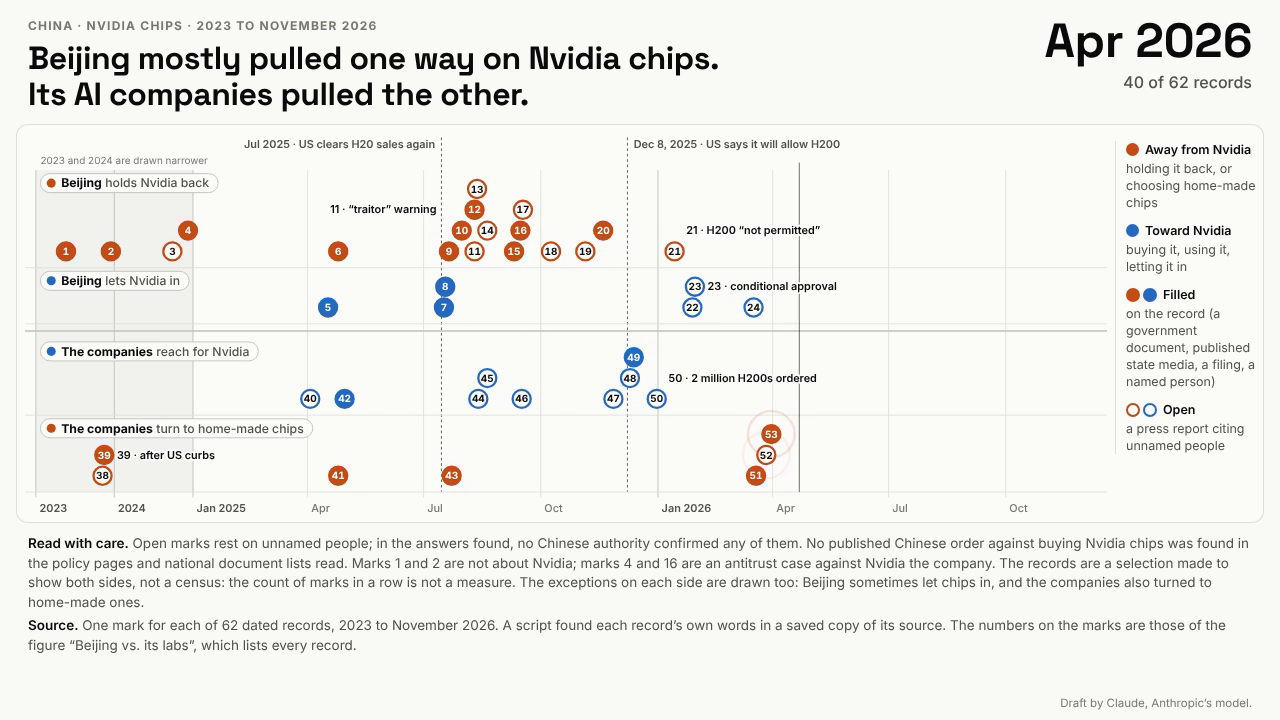 CHINA · NVIDIA CHIPS · 2023 TO NOVEMBER 2026
Beijing mostly pulled one way on Nvidia chips.
Its AI companies pulled the other.
Apr 2026
40 of 62 records
Jul 2025 · US clears H20 sales again
Dec 8, 2025 · US says it will allow H200
2023 and 2024 are drawn narrower
Beijing holds Nvidia back
13
11 · “traitor” warning
12
17
4
10
14
16
20
21 · H200 “not permitted”
1
2
3
6
9
11
15
18
19
21
Beijing lets Nvidia in
8
23
23 · conditional approval
5
7
22
24
The companies reach for Nvidia
49
45
48
50 · 2 million H200s ordered
40
42
44
46
47
50
The companies turn to home-made chips
53
39
39 · after US curbs
52
38
41
43
51
2023
2024
Jan 2025
Apr
Jul
Oct
Jan 2026
Apr
Jul
Oct
Away from Nvidia
holding it back, or
choosing home-made
chips
Toward Nvidia
buying it, using it,
letting it in
Filled
on the record (a
government
document, published
state media, a filing, a
named person)
Open
a press report citing
unnamed people
Read with care. Open marks rest on unnamed people; in the answers found, no Chinese authority confirmed any of them. No published Chinese order against buying Nvidia chips was found in
the policy pages and national document lists read. Marks 1 and 2 are not about Nvidia; marks 4 and 16 are an antitrust case against Nvidia the company. The records are a selection made to
show both sides, not a census: the count of marks in a row is not a measure. The exceptions on each side are drawn too: Beijing sometimes let chips in, and the companies also turned to
home-made ones.
Source. One mark for each of 62 dated records, 2023 to November 2026. A script found each record’s own words in a saved copy of its source. The numbers on the marks are those of the
figure “Beijing vs. its labs”, which lists every record.
Draft by Claude, Anthropic’s model.